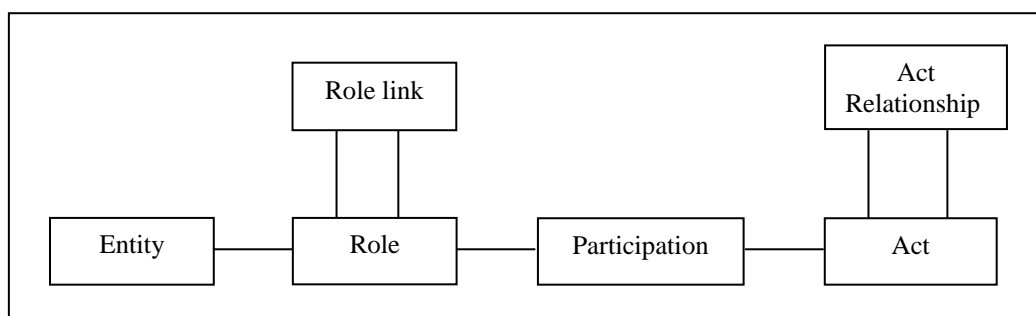 Role link
Act
Relationship
Entity
Role
Participation
Act